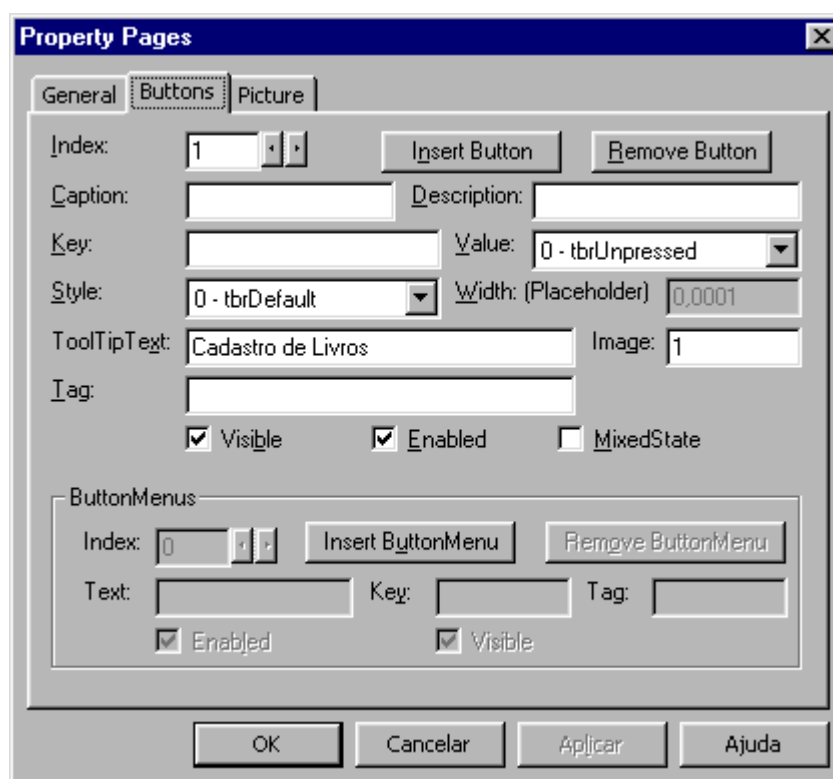 Property Pages
General Buttons Picture
Index: 1 Insert Button Remove Button
Caption: Description:
Key: Value: 0 - tbrUnpressed
Style: 0 - tbrDefault Width: (Placeholder) 0,0001
ToolTipText: Cadastro de Livros Image: 1
Tag:
Visible Enabled MixedState
ButtonMenus
Index: 0 Insert ButtonMenu Remove ButtonMenu
Text: Key: Tag:
Enabled Visible
OK Cancelar Aplicar Ajuda